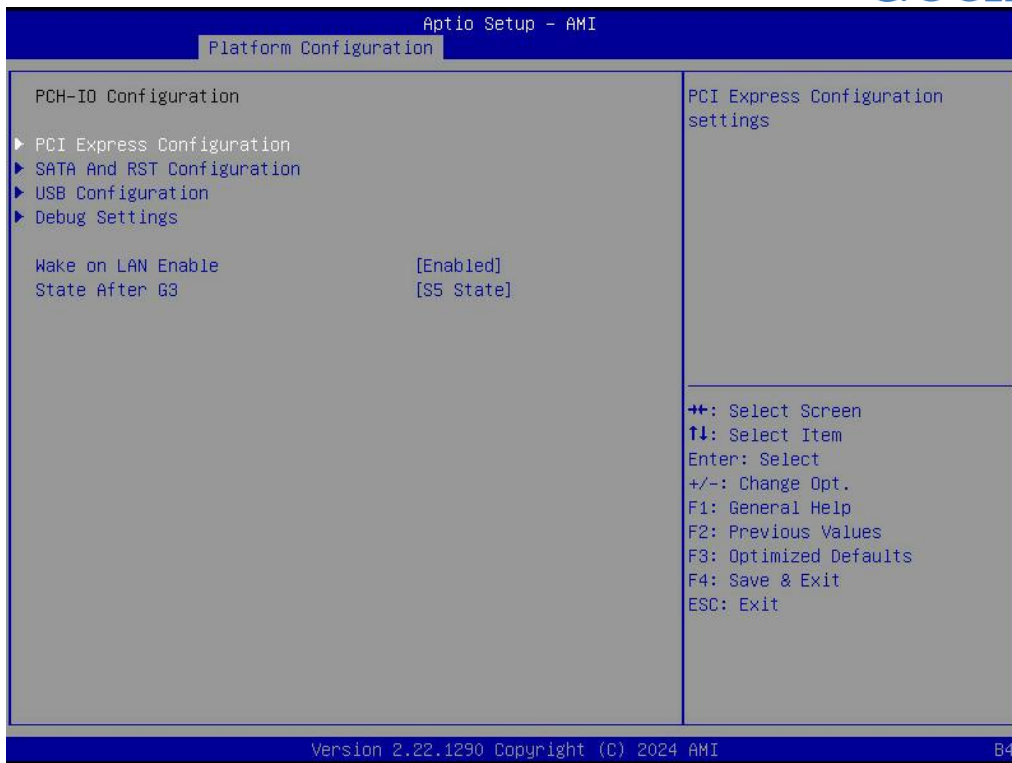 Aptio Setup - AMI
Platform Configuration
PCH-IO Configuration
PCI Express Configuration
SATA And RST Configuration
USB Configuration
Debug Settings
Wake on LAN Enable [Enabled]
State After G3 [S5 State]
PCI Express Configuration
settings
→←: Select Screen
↑↓: Select Item
Enter: Select
+/-: Change Opt.
F1: General Help
F2: Previous Values
F3: Optimized Defaults
F4: Save & Exit
ESC: Exit
Version 2.22.1290 Copyright (C) 2024 AMI
B4